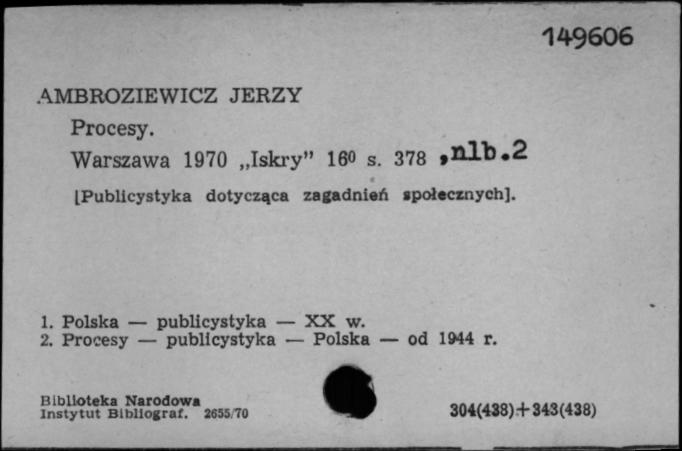 149606
AMBROZIEWICZ JERZY
Procesy.
Warszawa 1970 „Iskry” 16⁰ s. 378 ,nlb.2
[Publicystyka dotycząca zagadnień społecznych].
1. Polska — publicystyka — XX w.
2. Procesy — publicystyka — Polska — od 1944 r.
Biblioteka Narodowa
Instytut Bibliograf. 2655/70
304(438)+343(438)